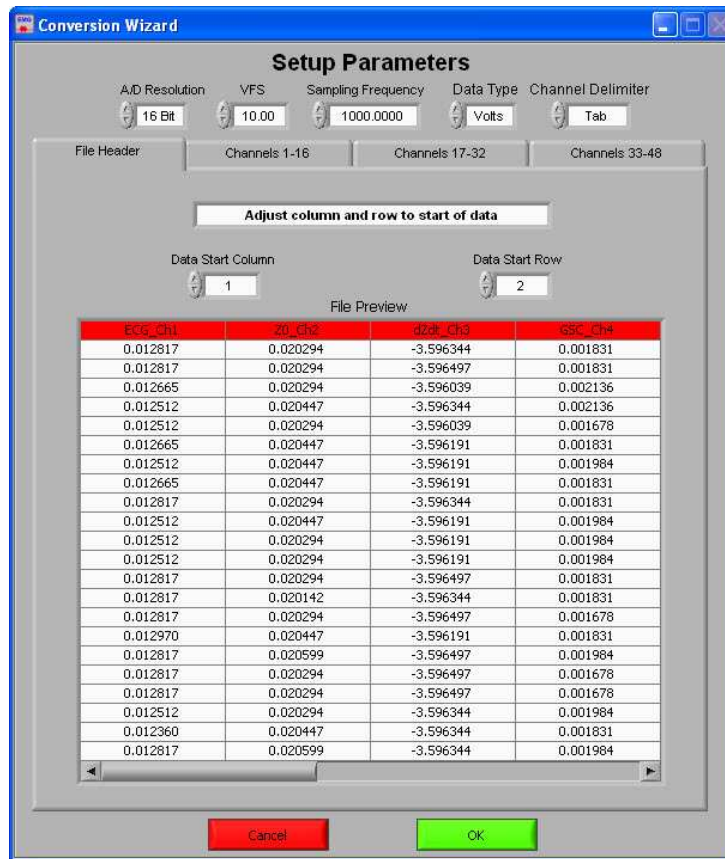 Conversion Wizard
Setup Parameters
A/D Resolution VFS Sampling Frequency Data Type Channel Delimiter
16 Bit 10.00 1000.0000 Volts Tab
File Header Channels 1-16 Channels 17-32 Channels 33-48
Adjust column and row to start of data
Data Start Column Data Start Row
1 2
File Preview
ECG_Ch1 Z0_Ch2 dZdt_Ch3 GSC_Ch4
0.012817 0.020294 -3.596344 0.001831
0.012817 0.020294 -3.596497 0.001831
0.012665 0.020294 -3.596039 0.002136
0.012512 0.020447 -3.596344 0.002136
0.012512 0.020294 -3.596039 0.001678
0.012665 0.020447 -3.596191 0.001831
0.012512 0.020447 -3.596191 0.001984
0.012665 0.020447 -3.596191 0.001831
0.012817 0.020294 -3.596344 0.001831
0.012512 0.020447 -3.596191 0.001984
0.012512 0.020294 -3.596191 0.001984
0.012512 0.020294 -3.596191 0.001984
0.012817 0.020294 -3.596497 0.001831
0.012817 0.020142 -3.596344 0.001831
0.012817 0.020294 -3.596497 0.001678
0.012970 0.020447 -3.596191 0.001831
0.012817 0.020599 -3.596497 0.001984
0.012817 0.020294 -3.596497 0.001678
0.012817 0.020294 -3.596497 0.001678
0.012512 0.020294 -3.596344 0.001984
0.012360 0.020447 -3.596344 0.001831
0.012817 0.020599 -3.596344 0.001984
Cancel OK